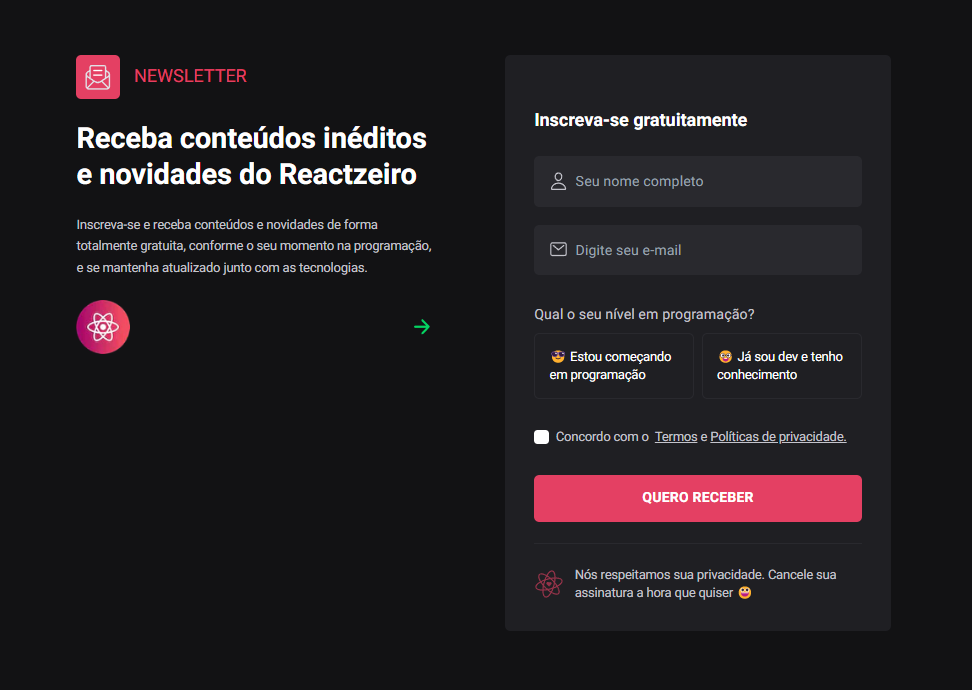 NEWSLETTER
Receba conteúdos inéditos
e novidades do Reactzeiro
Inscreva-se e receba conteúdos e novidades de forma
totalmente gratuita, conforme o seu momento na programação,
e se mantenha atualizado junto com as tecnologias.
Inscreva-se gratuitamente
Seu nome completo
Digite seu e-mail
Qual o seu nível em programação?
😎 Estou começando
em programação
🤓 Já sou dev e tenho
conhecimento
Concordo com o Termos e Políticas de privacidade.
QUERO RECEBER
Nós respeitamos sua privacidade. Cancele sua
assinatura a hora que quiser 😀